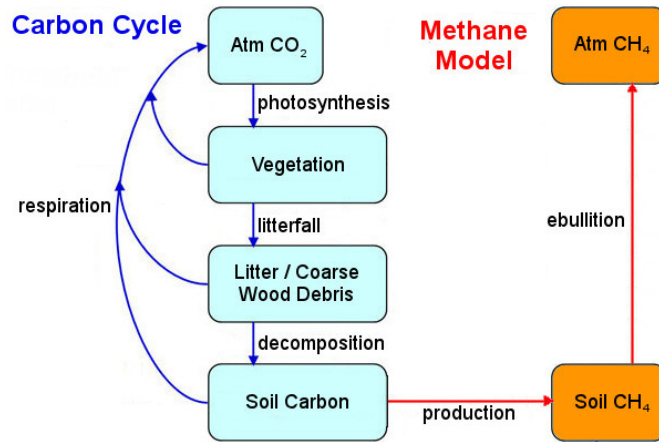 Carbon Cycle
Atm CO₂
Methane
Model
Atm CH₄
photosynthesis
Vegetation
respiration
litterfall
ebullition
Litter / Coarse
Wood Debris
decomposition
Soil Carbon
production
Soil CH₄